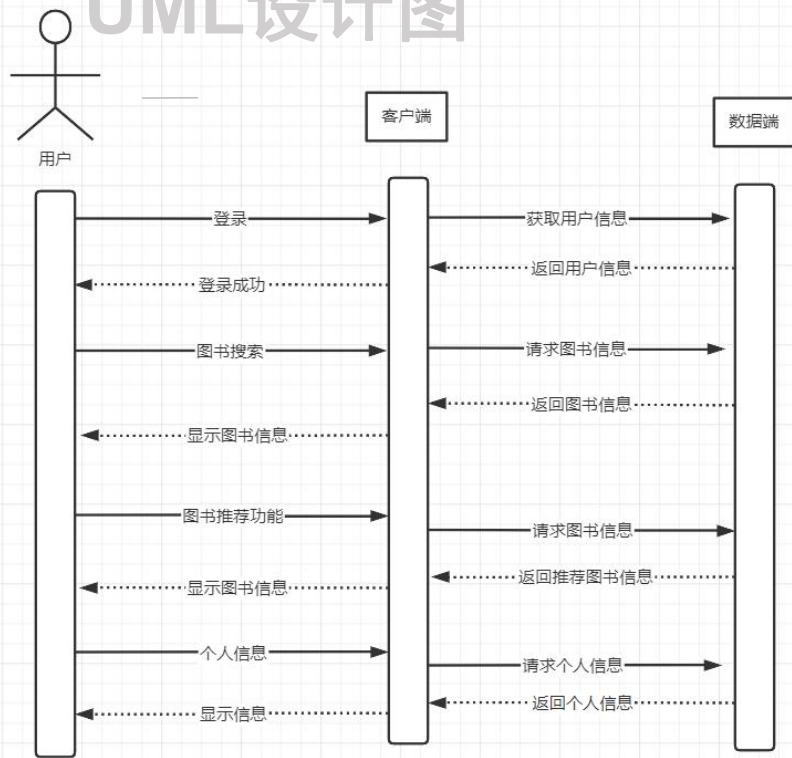 UML设计图
客户端
数据端
用户
登录
获取用户信息
返回用户信息
登录成功
图书搜索
请求图书信息
返回图书信息
显示图书信息
图书推荐功能
请求图书信息
返回推荐图书信息
显示图书信息
个人信息
请求个人信息
返回个人信息
显示信息